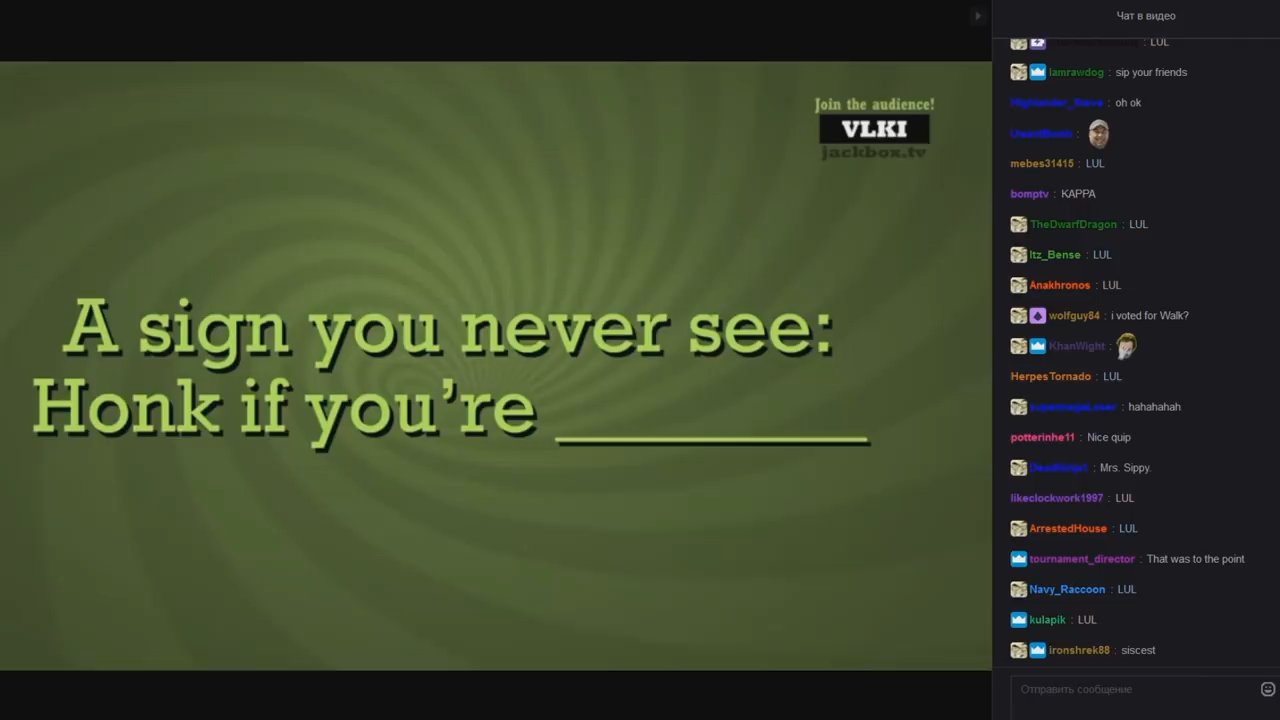 Чат в видео
: LUL
Iamrawdog : sip your friends
: oh ok
mebes31415 : LUL
bomptv : KAPPA
TheDwarfDragon : LUL
Itz_Bense : LUL
Anakhronos : LUL
wolfguy84 : i voted for Walk?
KhanWight :
HerpesTornado : LUL
: hahahahah
potterinhe11 : Nice quip
: Mrs. Sippy.
likeclockwork1997 : LUL
ArrestedHouse : LUL
tournament_director : That was to the point
Navy_Raccoon : LUL
kulapik : LUL
ironshrek88 : siscest
Отправить сообщение
Join the audience!
VLKI
jackbox.tv
A sign you never see:
Honk if you're ________